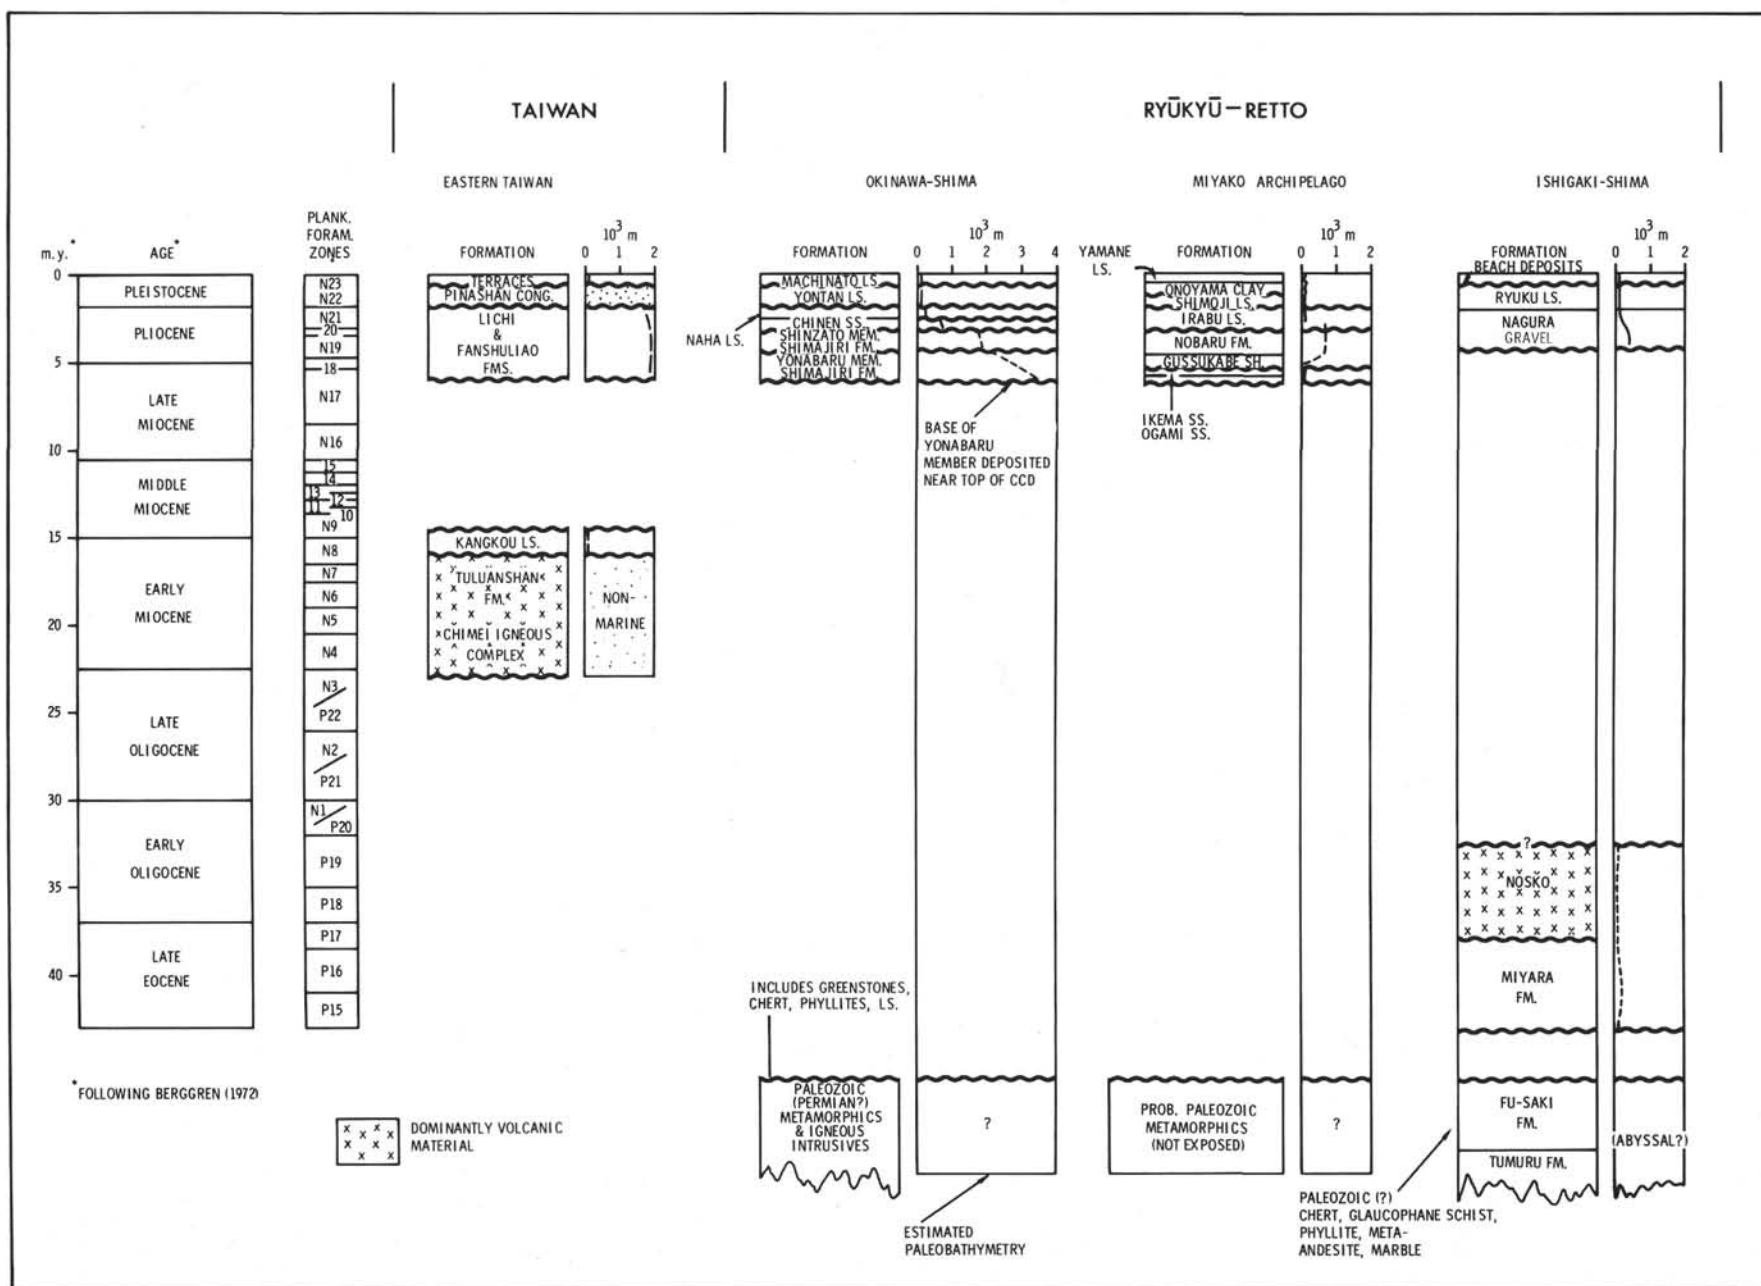 TAIWAN
RYŪKYŪ—RETTO
EASTERN TAIWAN
OKINAWA-SHIMA
MIYAKO ARCHIPELAGO
ISHIGAKI-SHIMA
m.y.*
AGE*
PLANK.
FORAM.
ZONES*
0
5
10
15
20
25
30
35
40
PLEISTOCENE
PLIOCENE
LATE
MIOCENE
MIDDLE
MIOCENE
EARLY
MIOCENE
LATE
OLIGOCENE
EARLY
OLIGOCENE
LATE
EOCENE
N23
N22
N21
20
N19
18
N17
N16
15
14
13
12
11
10
N9
N8
N7
N6
N5
N4
N3
P22
N2
P21
N1
P20
P19
P18
P17
P16
P15
*FOLLOWING BERGGREN (1972)
FORMATION
10³ m
0 1 2
TERRACES
PINASHAN CONG.
LICHI
&
FANSHULIAO
FMS.
KANGKOU LS.
TULUANSHAN
FM.
CHIMEI IGNEOUS
COMPLEX
NON-
MARINE
DOMINANTLY VOLCANIC
MATERIAL
FORMATION
10³ m
0 1 2 3 4
MACHINATO LS.
YONTAN LS.
NAHA LS.
CHINEN SS.
SHINZATO MEM.
SHIMAJIRI FM.
YONABARU MEM.
SHIMAJIRI FM.
BASE OF
YONABARU
MEMBER DEPOSITED
NEAR TOP OF CCD
INCLUDES GREENSTONES,
CHERT, PHYLLITES, LS.
PALEOZOIC
(PERMIAN?)
METAMORPHICS
& IGNEOUS
INTRUSIVES
?
ESTIMATED
PALEOBATHYMETRY
YAMANE
LS.
FORMATION
10³ m
0 1 2
ONOYAMA CLAY
SHIMOJI LS.
IRABU LS.
NOBARU FM.
GUSSUKABE SH.
IKEMA SS.
OGAMI SS.
PROB. PALEOZOIC
METAMORPHICS
(NOT EXPOSED)
?
FORMATION
10³ m
0 1 2
BEACH DEPOSITS
RYUKU LS.
NAGURA
GRAVEL
?
NOSKO
MIYARA
FM.
FU-SAKI
FM.
TUMURU FM.
(ABYSSAL?)
PALEOZOIC (?)
CHERT, GLAUCOPHANE SCHIST,
PHYLLITE, META-
ANDESITE, MARBLE